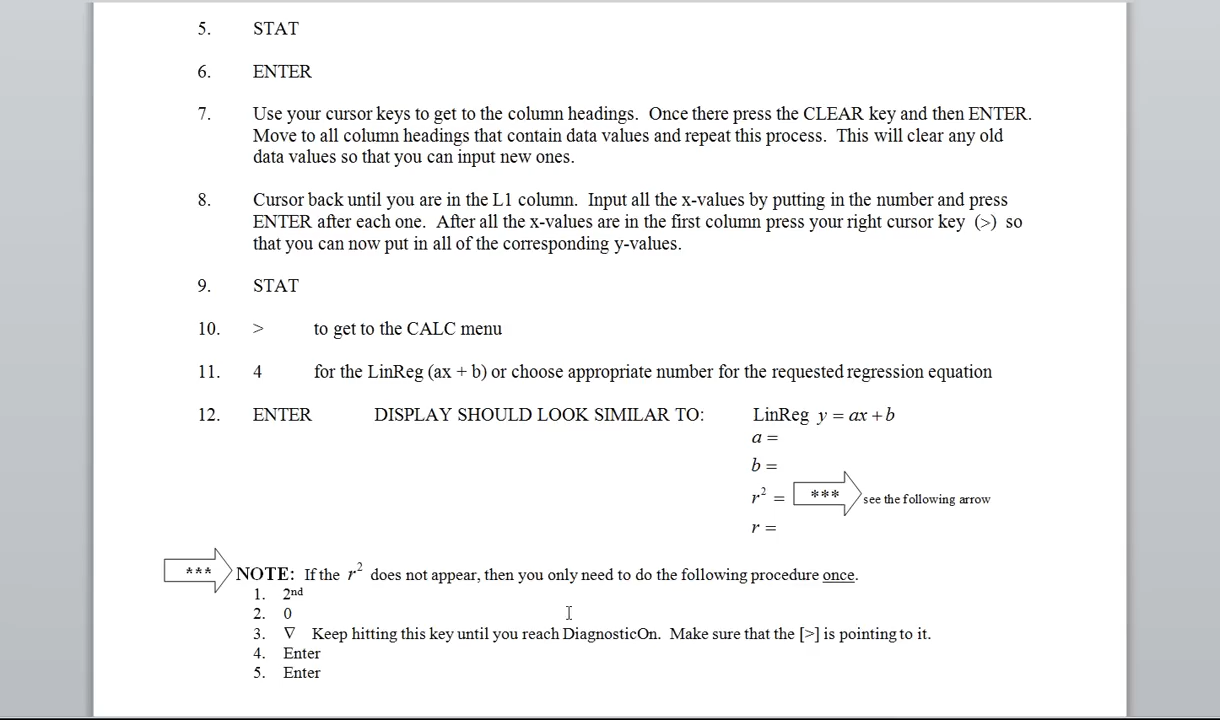 5. STAT
6. ENTER
7. Use your cursor keys to get to the column headings. Once there press the CLEAR key and then ENTER.
Move to all column headings that contain data values and repeat this process. This will clear any old
data values so that you can input new ones.
8. Cursor back until you are in the L1 column. Input all the x-values by putting in the number and press
ENTER after each one. After all the x-values are in the first column press your right cursor key (>) so
that you can now put in all of the corresponding y-values.
9. STAT
10. > to get to the CALC menu
11. 4 for the LinReg (ax + b) or choose appropriate number for the requested regression equation
12. ENTER DISPLAY SHOULD LOOK SIMILAR TO: LinReg y = ax + b
a =
b =
r² = *** see the following arrow
r =
*** NOTE: If the r² does not appear, then you only need to do the following procedure once.
1. 2nd
2. 0
3. ∇ Keep hitting this key until you reach DiagnosticOn. Make sure that the [>] is pointing to it.
4. Enter
5. Enter